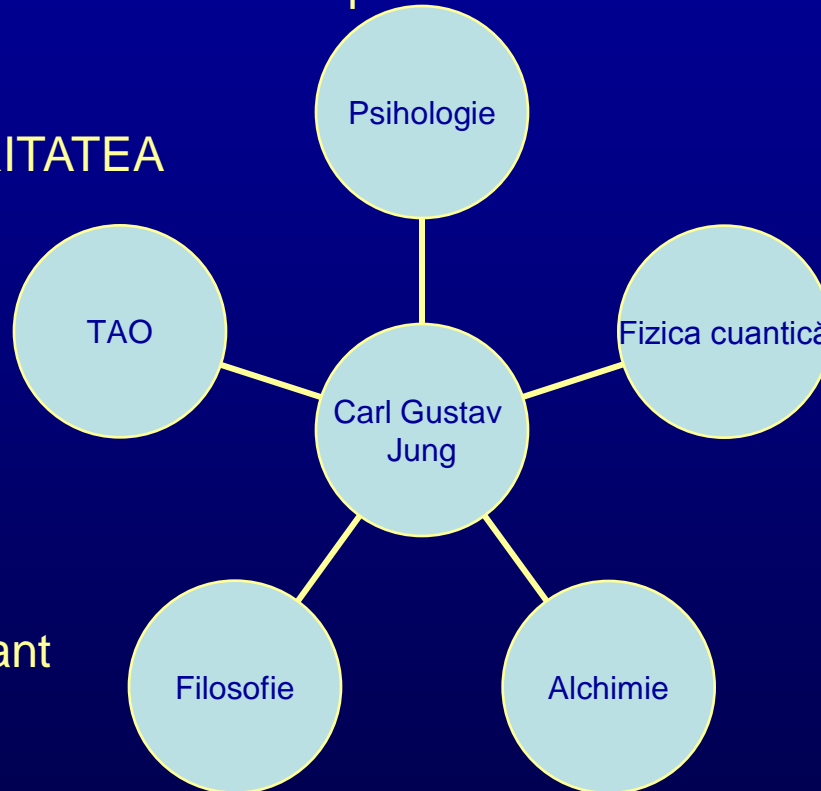 Psihologie
ITATEA
TAO
Fizica cuantică
Carl Gustav
Jung
ant
Filosofie
Alchimie